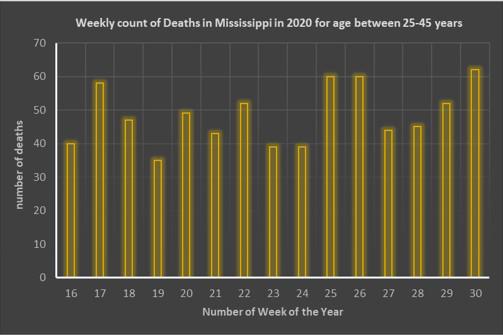 Weekly count of Deaths in Mississippi in 2020 for age between 25-45 years
70
60
50
40
30
20
10
0
number of deaths
16 17 18 19 20 21 22 23 24 25 26 27 28 29 30
Number of Week of the Year